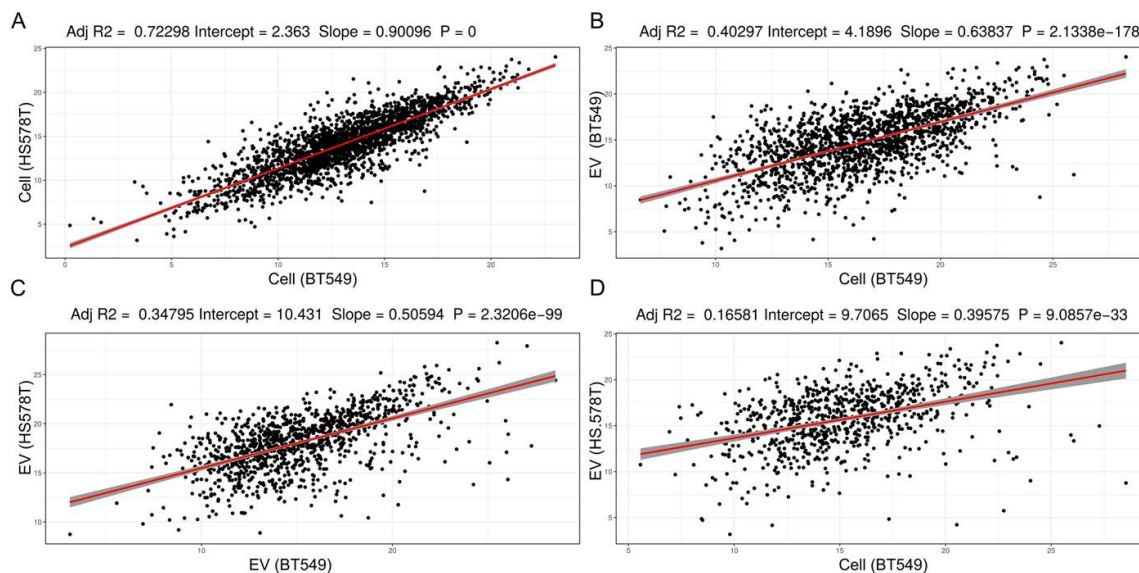 A
Adj R2 = 0.72298 Intercept = 2.363 Slope = 0.90096 P = 0
25
20
15
10
5
Cell (HS578T)
0 5 10 15 20
Cell (BT549)
B
Adj R2 = 0.40297 Intercept = 4.1896 Slope = 0.63837 P = 2.1338e−178
25
20
15
10
5
EV (BT549)
10 15 20 25
Cell (BT549)
C
Adj R2 = 0.34795 Intercept = 10.431 Slope = 0.50594 P = 2.3206e−99
25
20
15
10
EV (HS578T)
10 20
EV (BT549)
D
Adj R2 = 0.16581 Intercept = 9.7065 Slope = 0.39575 P = 9.0857e−33
25
20
15
10
5
EV (HS.578T)
5 10 15 20 25
Cell (BT549)